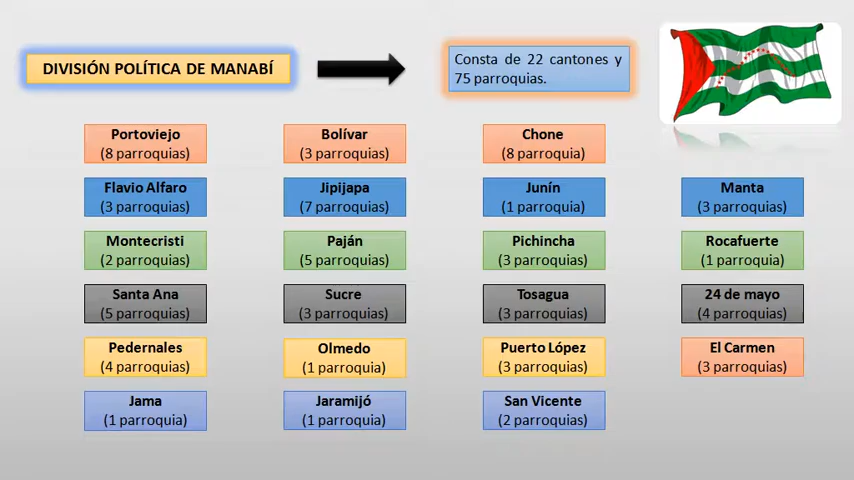 DIVISIÓN POLÍTICA DE MANABÍ
Consta de 22 cantones y
75 parroquias.
Portoviejo
(8 parroquias)
Bolívar
(3 parroquias)
Chone
(8 parroquia)
Flavio Alfaro
(3 parroquias)
Jipijapa
(7 parroquias)
Junín
(1 parroquia)
Manta
(3 parroquias)
Montecristi
(2 parroquias)
Paján
(5 parroquias)
Pichincha
(3 parroquias)
Rocafuerte
(1 parroquia)
Santa Ana
(5 parroquias)
Sucre
(3 parroquias)
Tosagua
(3 parroquias)
24 de mayo
(4 parroquias)
Pedernales
(4 parroquias)
Olmedo
(1 parroquia)
Puerto López
(3 parroquias)
El Carmen
(3 parroquias)
Jama
(1 parroquia)
Jaramijó
(1 parroquia)
San Vicente
(2 parroquias)